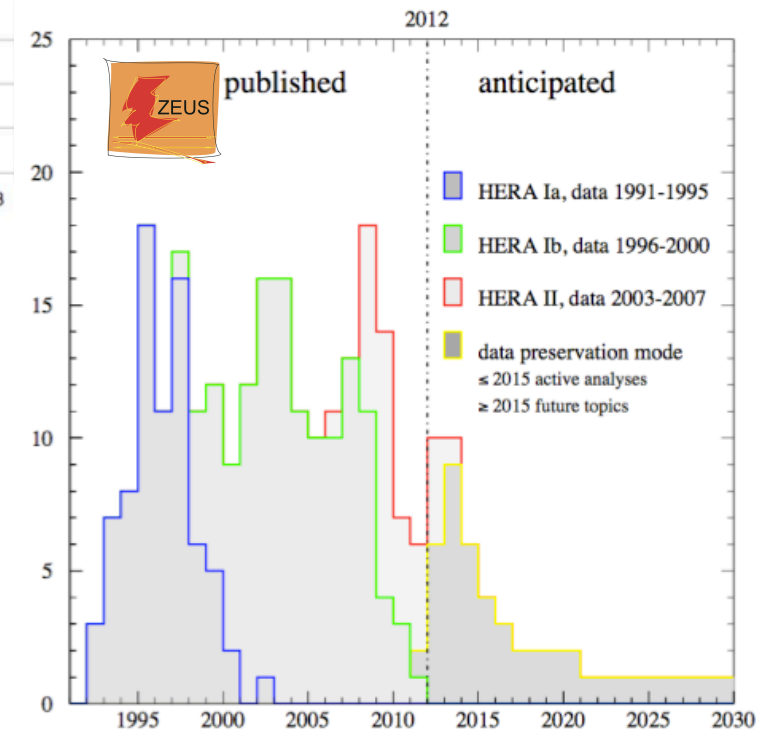 2012
25
published
anticipated
ZEUS
20
HERA Ia, data 1991-1995
HERA Ib, data 1996-2000
15
HERA II, data 2003-2007
data preservation mode
≤ 2015 active analyses
≥ 2015 future topics
10
5
0
1995 2000 2005 2010 2015 2020 2025 2030